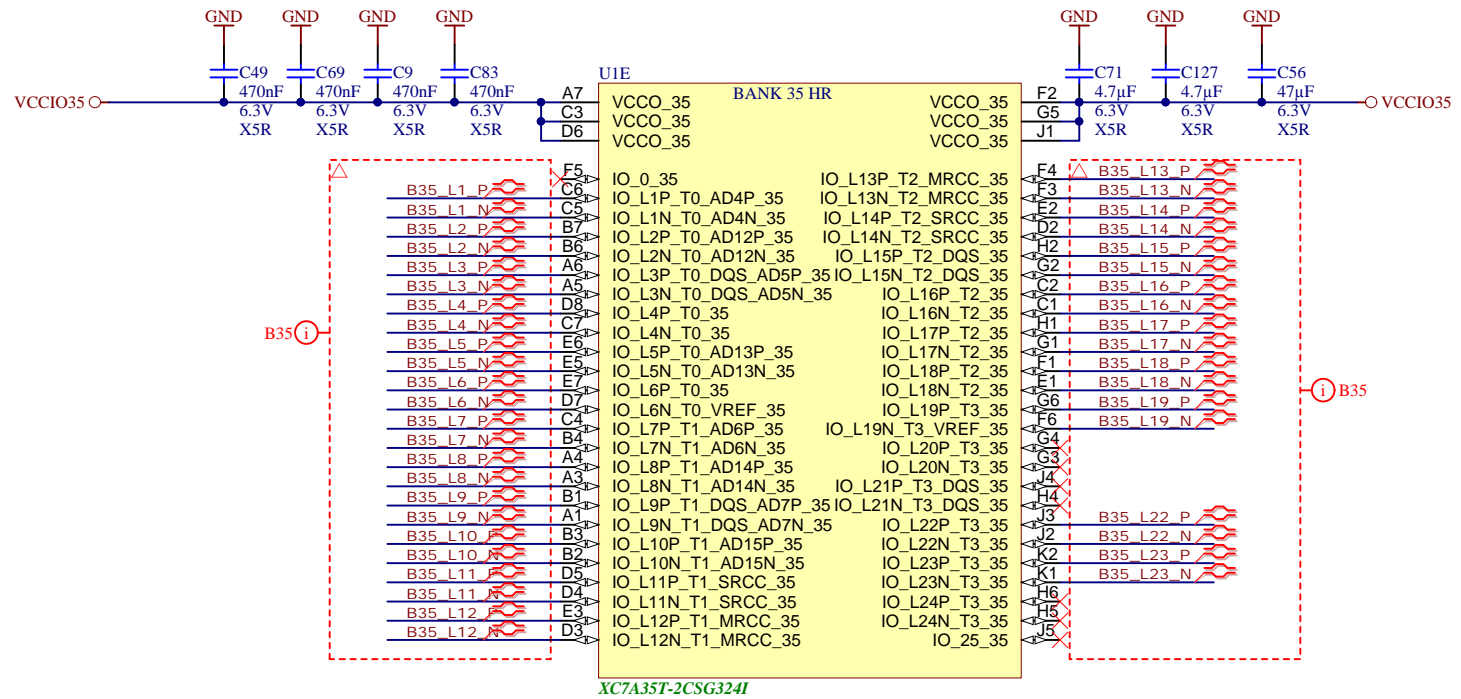 GND GND GND GND GND GND GND
C49 C69 C9 C83 U1E C71 C127 C56
470nF 470nF 470nF 470nF A7 BANK 35 HR F2 4.7µF 4.7µF 47µF
VCCIO35 VCCO_35 VCCO_35 VCCIO35
6.3V 6.3V 6.3V 6.3V C3 VCCO_35 VCCO_35 G5 6.3V 6.3V 6.3V
X5R X5R X5R X5R D6 VCCO_35 VCCO_35 J1 X5R X5R X5R
F5 IO_0_35 IO_L13P_T2_MRCC_35 F4 B35_L13_P
B35_L1_P C6 IO_L1P_T0_AD4P_35 IO_L13N_T2_MRCC_35 F3 B35_L13_N
B35_L1_N C5 IO_L1N_T0_AD4N_35 IO_L14P_T2_SRCC_35 E2 B35_L14_P
B35_L2_P B7 IO_L2P_T0_AD12P_35 IO_L14N_T2_SRCC_35 D2 B35_L14_N
B35_L2_N B6 IO_L2N_T0_AD12N_35 IO_L15P_T2_DQS_35 H2 B35_L15_P
B35_L3_P A6 IO_L3P_T0_DQS_AD5P_35 IO_L15N_T2_DQS_35 G2 B35_L15_N
B35_L3_N A5 IO_L3N_T0_DQS_AD5N_35 IO_L16P_T2_35 C2 B35_L16_P
B35_L4_P D8 IO_L4P_T0_35 IO_L16N_T2_35 C1 B35_L16_N
B35 i B35_L4_N C7 IO_L4N_T0_35 IO_L17P_T2_35 H1 B35_L17_P
B35_L5_P E6 IO_L5P_T0_AD13P_35 IO_L17N_T2_35 G1 B35_L17_N
B35_L5_N E5 IO_L5N_T0_AD13N_35 IO_L18P_T2_35 F1 B35_L18_P
B35_L6_P E7 IO_L6P_T0_35 IO_L18N_T2_35 E1 B35_L18_N i B35
B35_L6_N D7 IO_L6N_T0_VREF_35 IO_L19P_T3_35 G6 B35_L19_P
B35_L7_P C4 IO_L7P_T1_AD6P_35 IO_L19N_T3_VREF_35 F6 B35_L19_N
B35_L7_N B4 IO_L7N_T1_AD6N_35 IO_L20P_T3_35 G4
B35_L8_P A4 IO_L8P_T1_AD14P_35 IO_L20N_T3_35 G3
B35_L8_N A3 IO_L8N_T1_AD14N_35 IO_L21P_T3_DQS_35 J4
B35_L9_P B1 IO_L9P_T1_DQS_AD7P_35 IO_L21N_T3_DQS_35 H4
B35_L9_N A1 IO_L9N_T1_DQS_AD7N_35 IO_L22P_T3_35 J3 B35_L22_P
B35_L10_P B3 IO_L10P_T1_AD15P_35 IO_L22N_T3_35 J2 B35_L22_N
B35_L10_N B2 IO_L10N_T1_AD15N_35 IO_L23P_T3_35 K2 B35_L23_P
B35_L11_P D5 IO_L11P_T1_SRCC_35 IO_L23N_T3_35 K1 B35_L23_N
B35_L11_N D4 IO_L11N_T1_SRCC_35 IO_L24P_T3_35 H6
B35_L12_P E3 IO_L12P_T1_MRCC_35 IO_L24N_T3_35 H5
B35_L12_N D3 IO_L12N_T1_MRCC_35 IO_25_35 J5
XC7A35T-2CSG324I